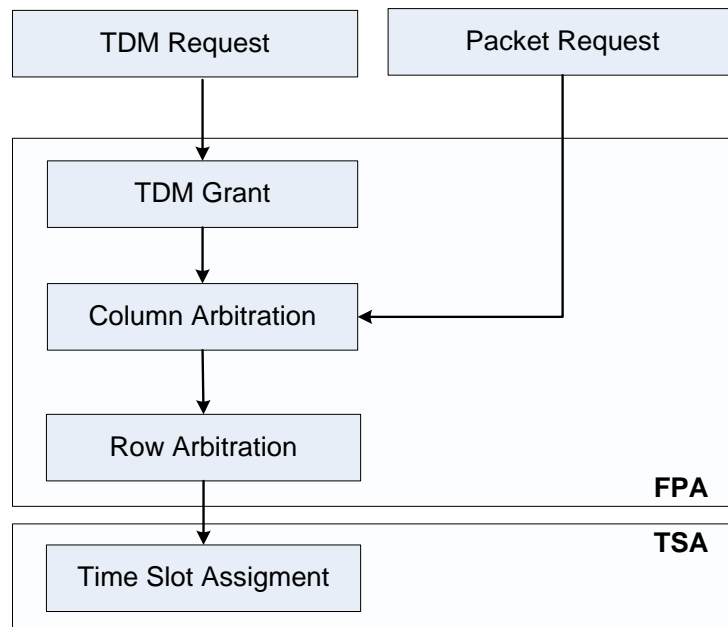 TDM Request
Packet Request
TDM Grant
Column Arbitration
Row Arbitration
FPA
TSA
Time Slot Assigment